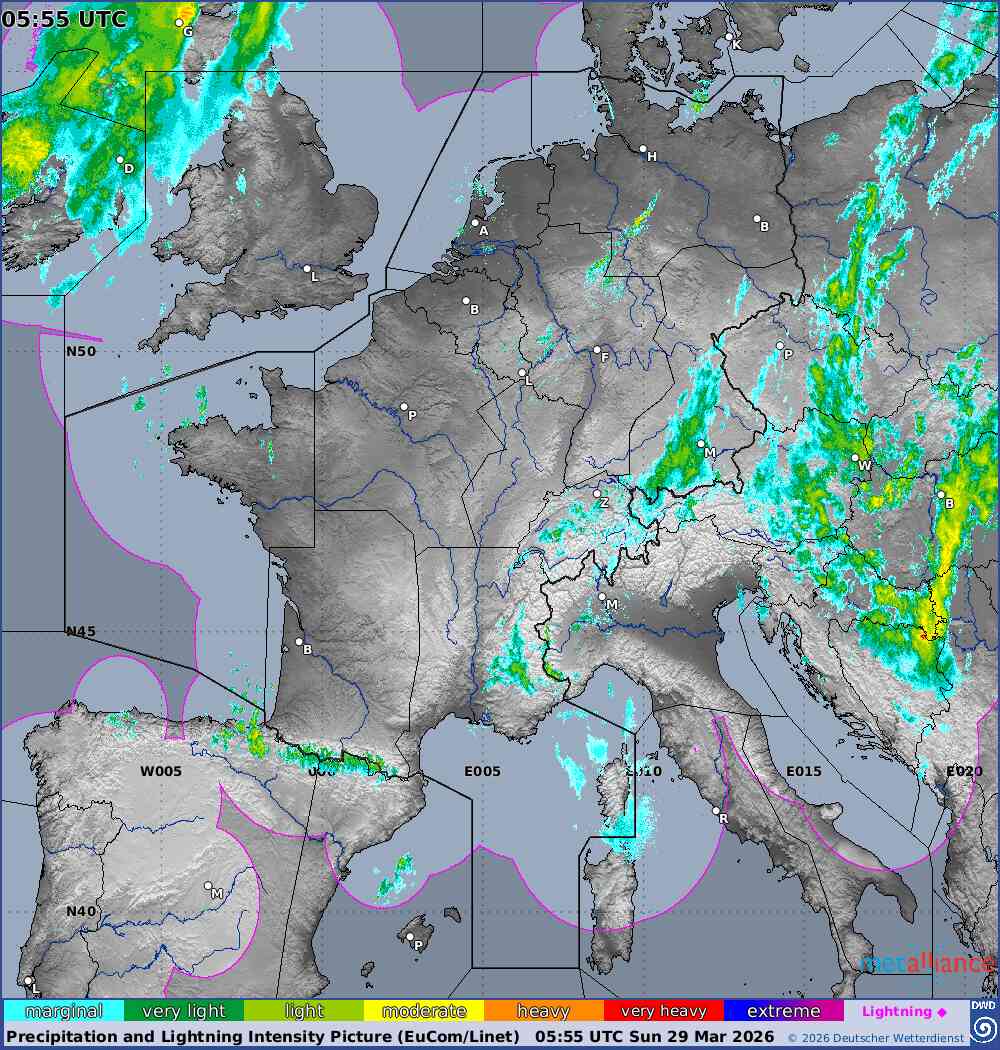 05:55 UTC
G
K
D
H
A
B
L
B
N50
F
P
L
P
M
W
Z
B
M
N45
B
W005
000
E005
E010
E015
E020
R
M
N40
P
L
metalliance
marginal very light light moderate heavy very heavy extreme Lightning ◆ DWD
Precipitation and Lightning Intensity Picture (EuCom/Linet) 05:55 UTC Sun 29 Mar 2026 © 2026 Deutscher Wetterdienst